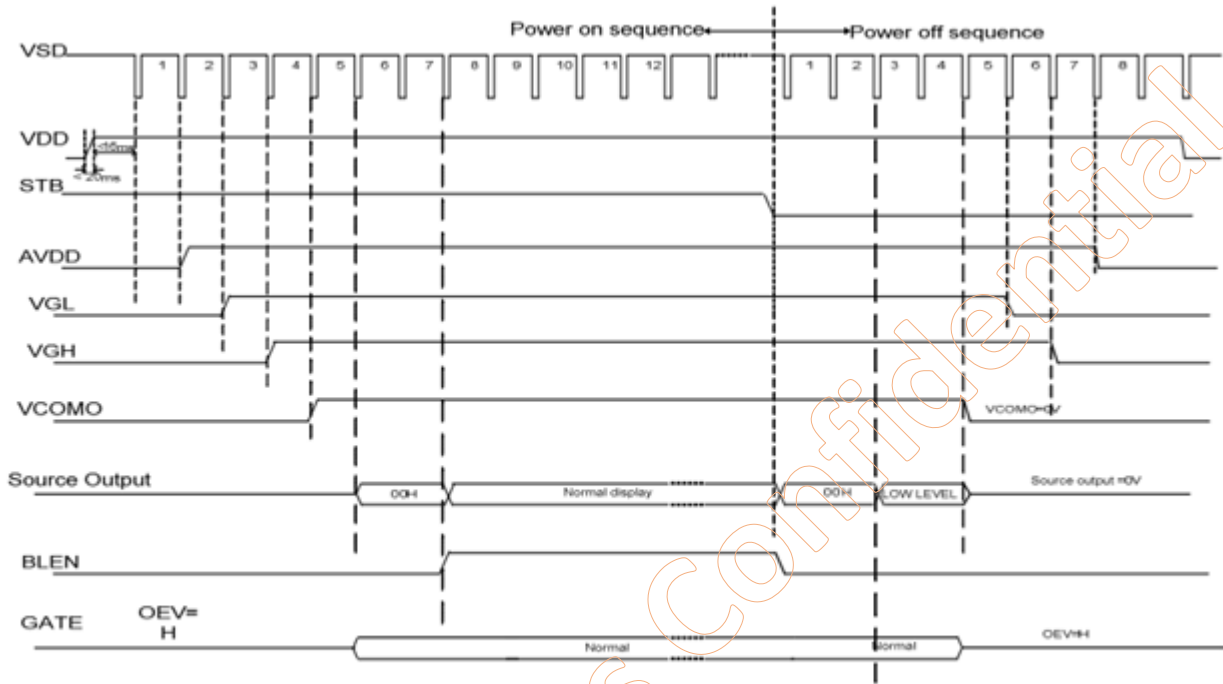 Power on sequence
Power off sequence
VSD
1 2 3 4 5 6 7 8 9 10 11 12 1 2 3 4 5 6 7 8
VDD
<16ms
< 20ms
STB
AVDD
VGL
VGH
VCOMO
VCOMO=0V
Source Output
00H
Normal display
00H
LOW LEVEL
Source output =0V
BLEN
GATE
OEV=
H
Normal
Normal
OEV=H
s Confidential